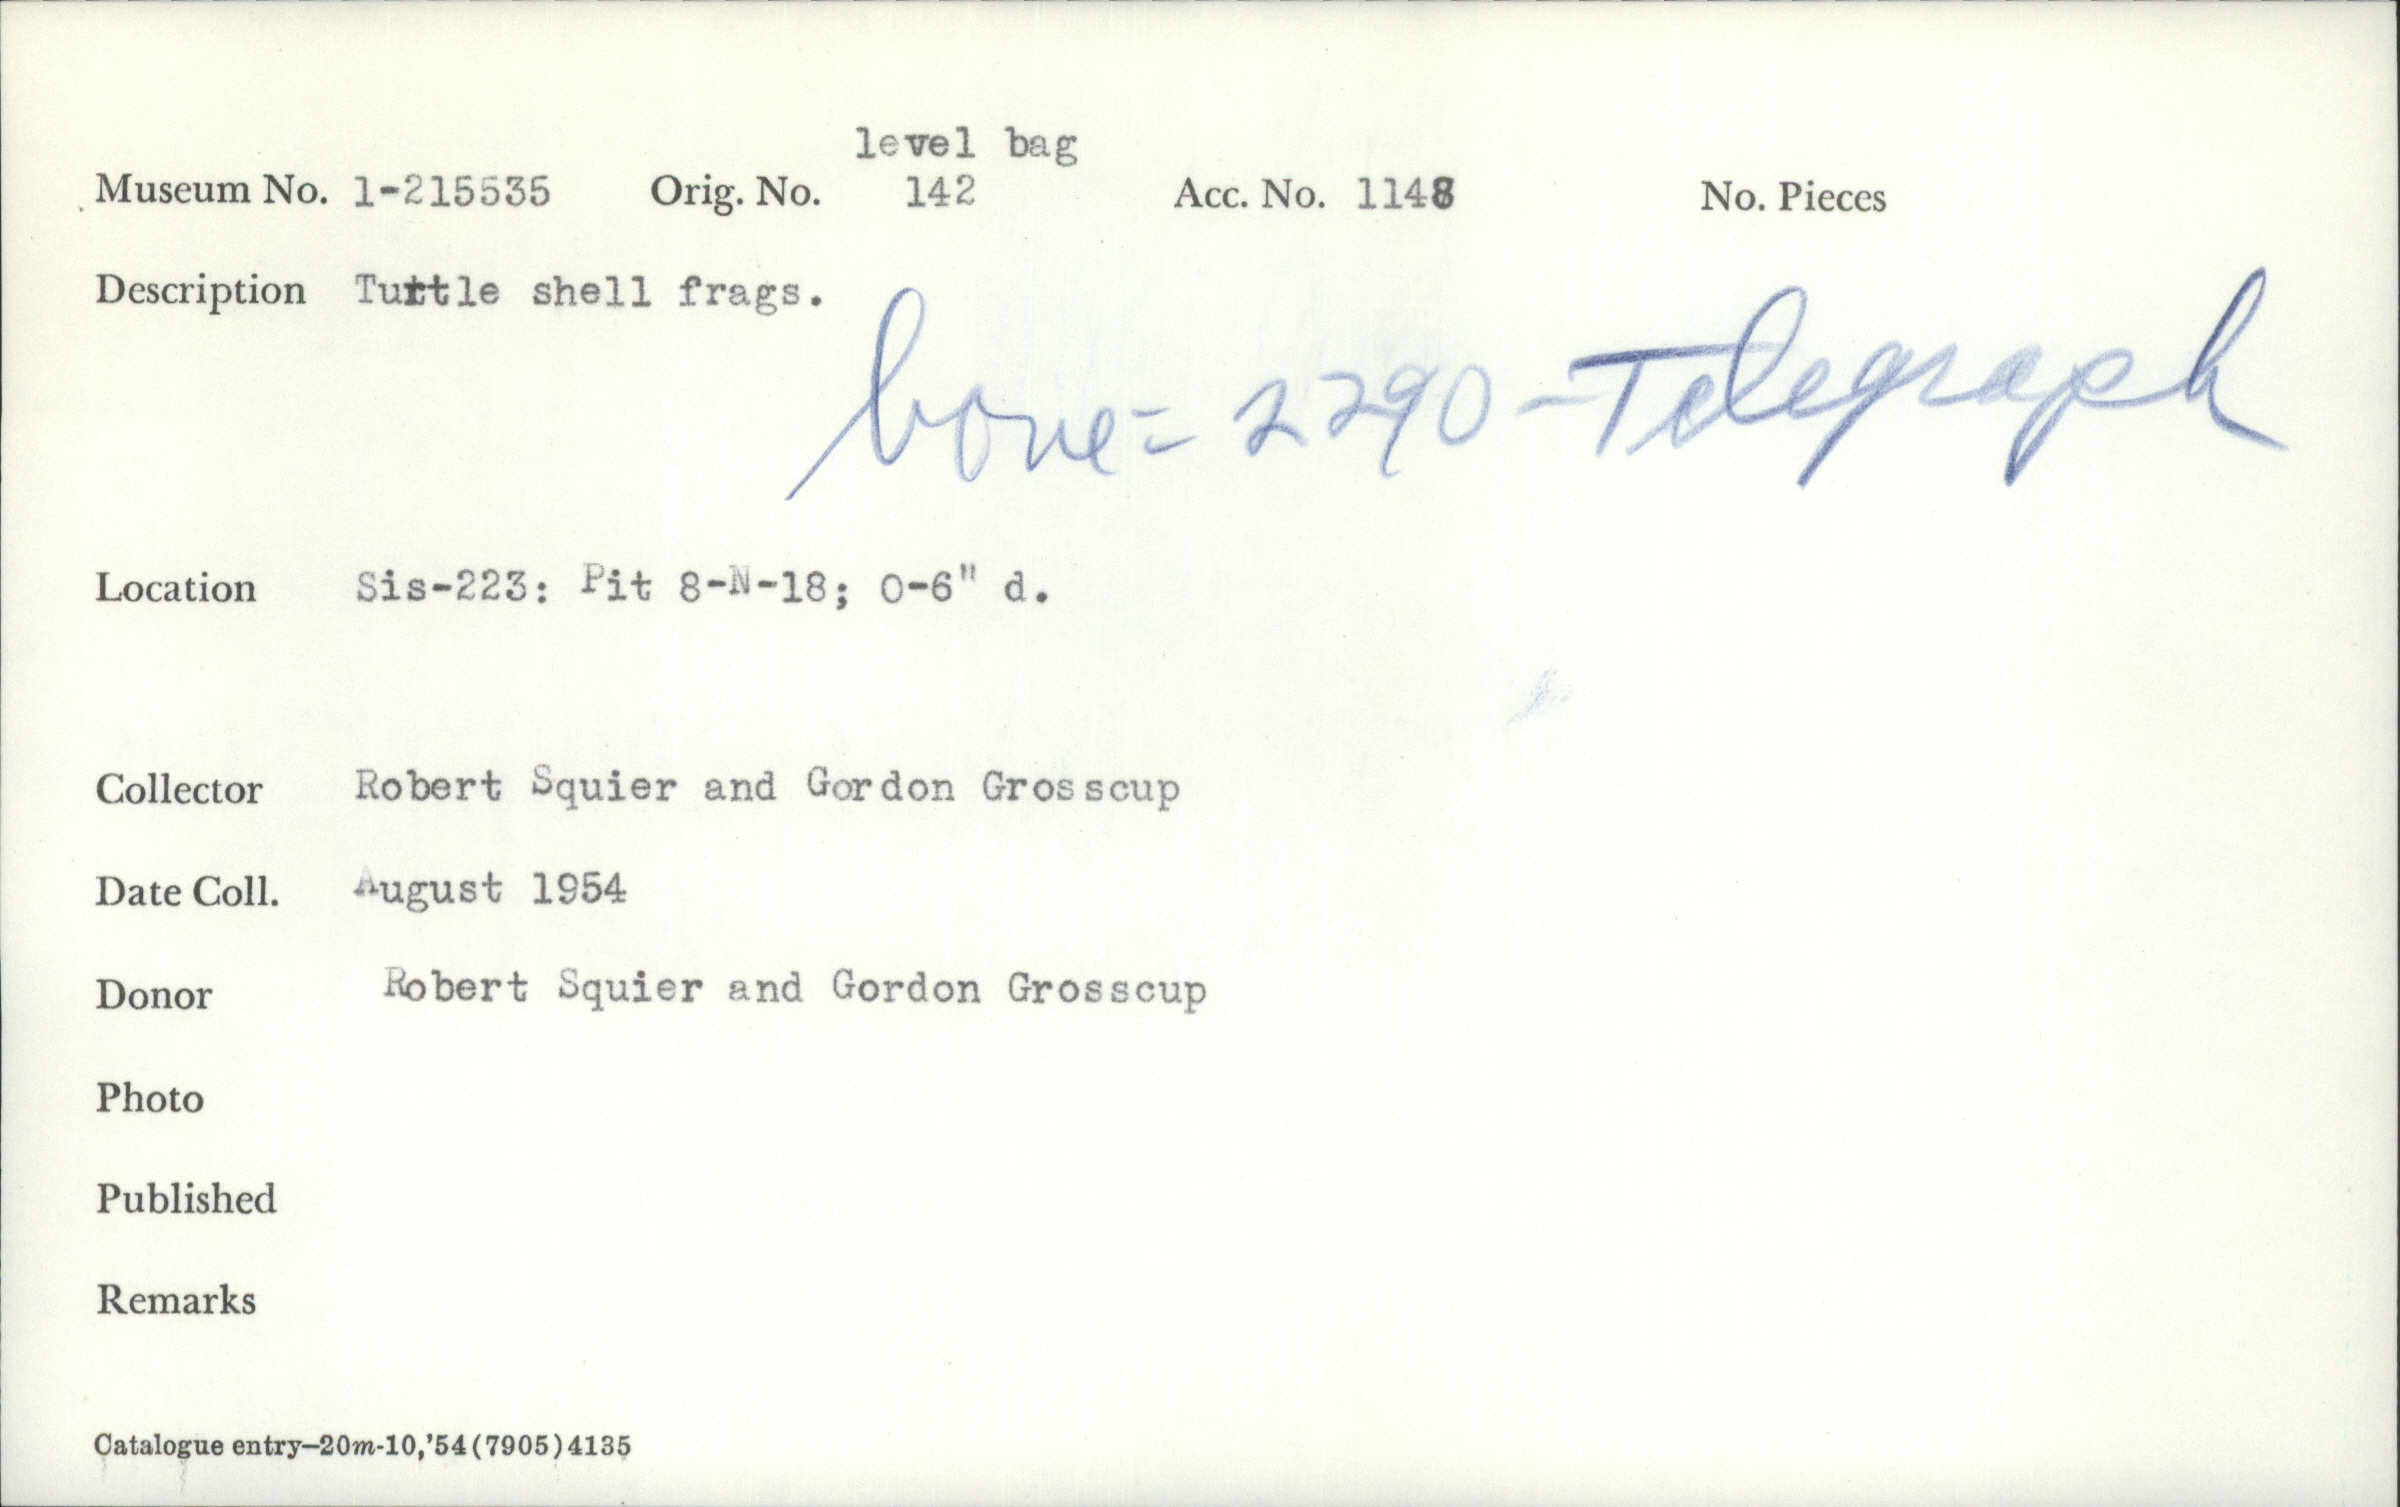 level bag
Museum No. 1-215535 Orig. No. 142 Acc. No. 1148 No. Pieces
Description Turtle shell frags.
bone = 2290 - Telegraph
Location Sis-223: Pit 8-N-18; 0-6" d.
Collector Robert Squier and Gordon Grosscup
Date Coll. August 1954
Donor Robert Squier and Gordon Grosscup
Photo
Published
Remarks
Catalogue entry—20m-10,'54(7905)4135